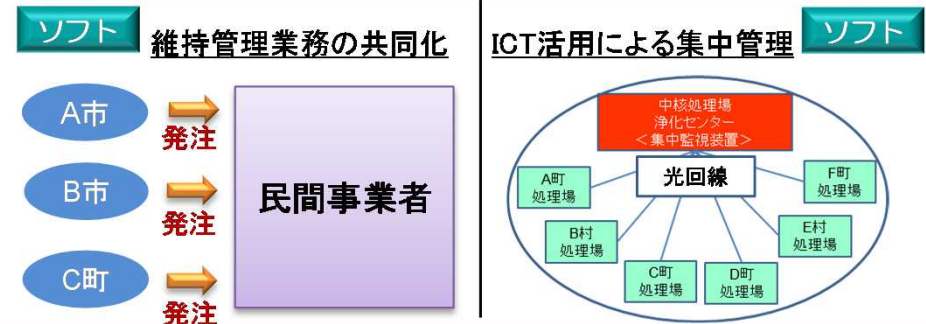 ソフト
維持管理業務の共同化
A市
発注
B市
発注
C町
発注
民間事業者
ICT活用による集中管理
ソフト
中核処理場
浄化センター
＜集中監視装置＞
光回線
A町
処理場
B村
処理場
C町
処理場
D町
処理場
E村
処理場
F町
処理場